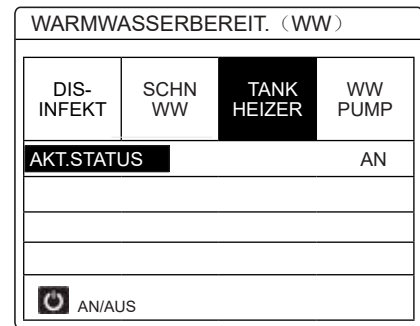 WARMWASSERBEREIT.（WW）
DIS-
INFEKT
SCHN
WW
TANK
HEIZER
WW
PUMP
AKT.STATUS AN
AN/AUS